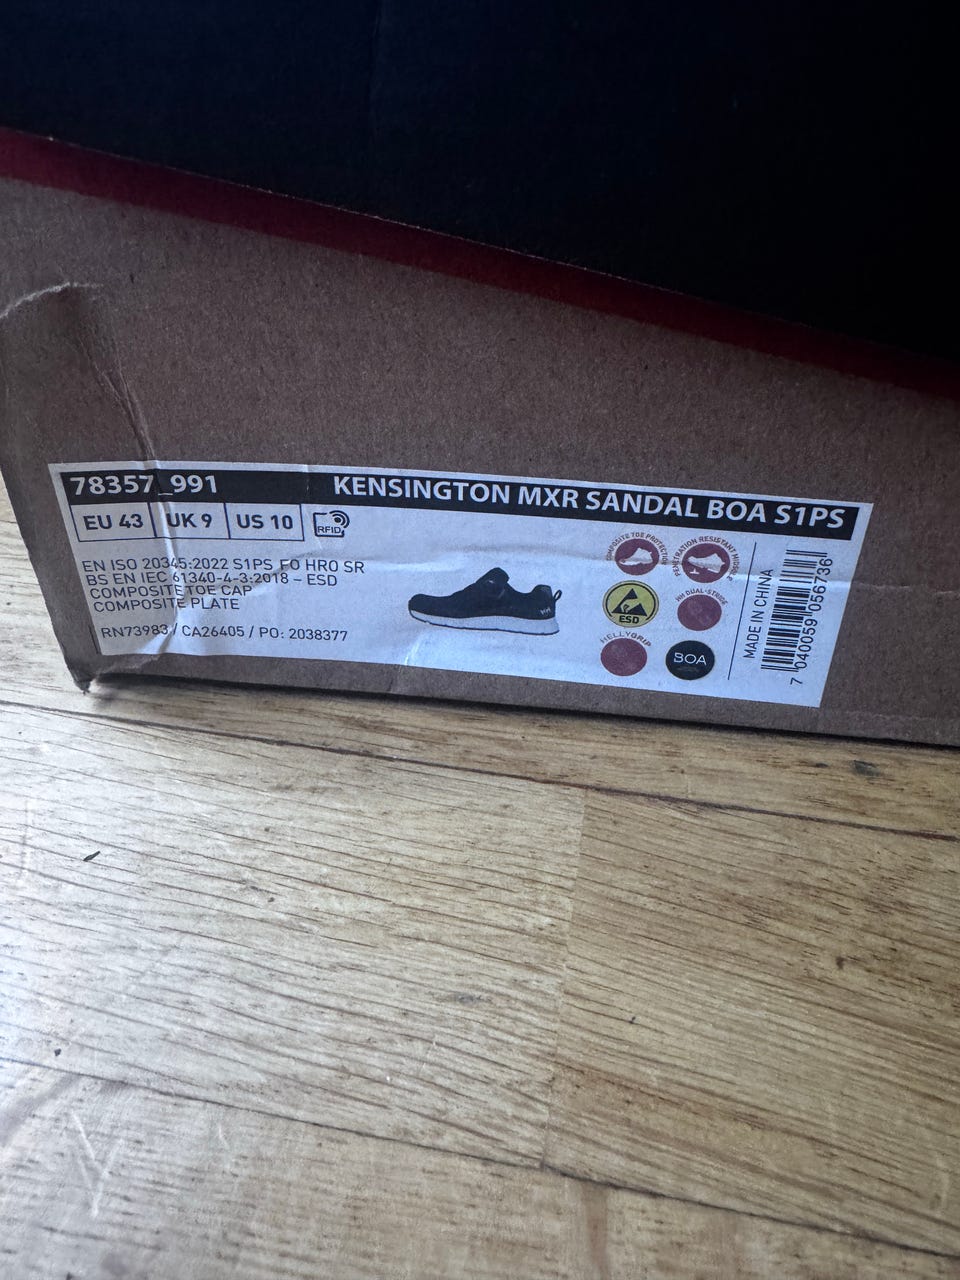 78357_991 KENSINGTON MXR SANDAL BOA S1PS
EU 43 UK 9 US 10 RFID
EN ISO 20345:2022 S1PS FO HRO SR
BS EN IEC 61340-4-3:2018 – ESD
COMPOSITE TOE CAP
COMPOSITE PLATE
RN73983 / CA26405 / PO: 2038377
COMPOSITE TOE PROTECTION
PENETRATION RESISTANT MIDSOLE
ESD
HH DUAL-STRIDE
HELLYGRIP
BOA
MADE IN CHINA
7 040059 056736